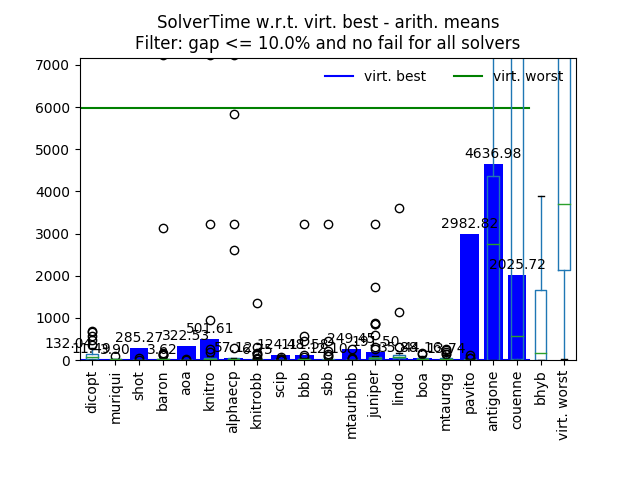 SolverTime w.r.t. virt. best - arith. means
Filter: gap <= 10.0% and no fail for all solvers
7000
6000
5000
4000
3000
2000
1000
0
virt. best
virt. worst
4636.98
2982.82
2025.72
501.61
322.53
285.27
3.62
dicopt
muriqui
shot
baron
aoa
knitro
alphaecp
knitrobb
scip
bbb
sbb
mtaurbnb
juniper
lindo
boa
mtaurqg
pavito
antigone
couenne
bhyb
virt. worst